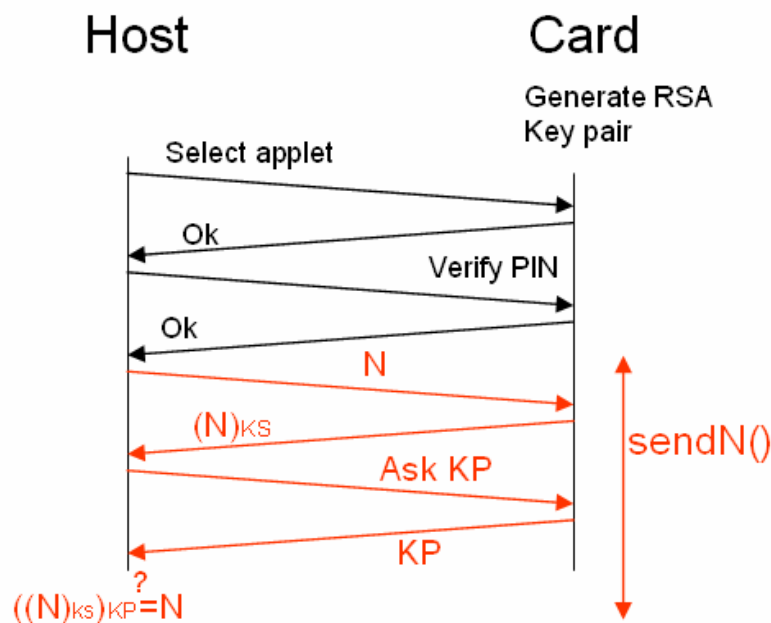 Host
Card
Generate RSA
Key pair
Select applet
Ok
Verify PIN
Ok
N
(N)KS
sendN()
Ask KP
KP
?
((N)ks)KP=N